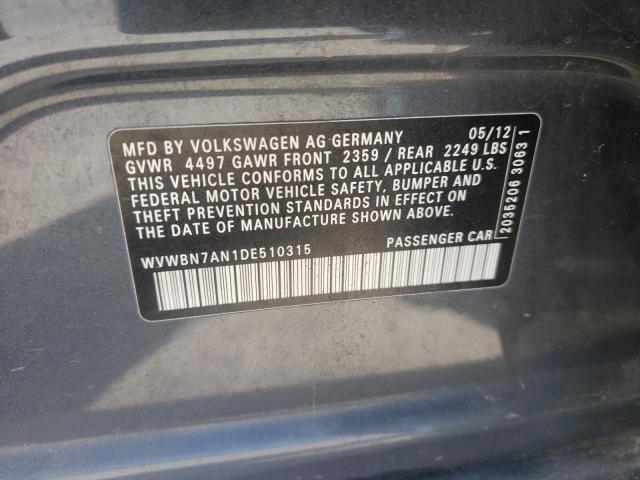 MFD BY VOLKSWAGEN AG GERMANY 05/12
GVWR 4497 GAWR FRONT 2359 / REAR 2249 LBS
THIS VEHICLE CONFORMS TO ALL APPLICABLE U.S.
FEDERAL MOTOR VEHICLE SAFETY, BUMPER AND
THEFT PREVENTION STANDARDS IN EFFECT ON
THE DATE OF MANUFACTURE SHOWN ABOVE.
WVWBN7AN1DE510315 PASSENGER CAR
2035206 3063 1